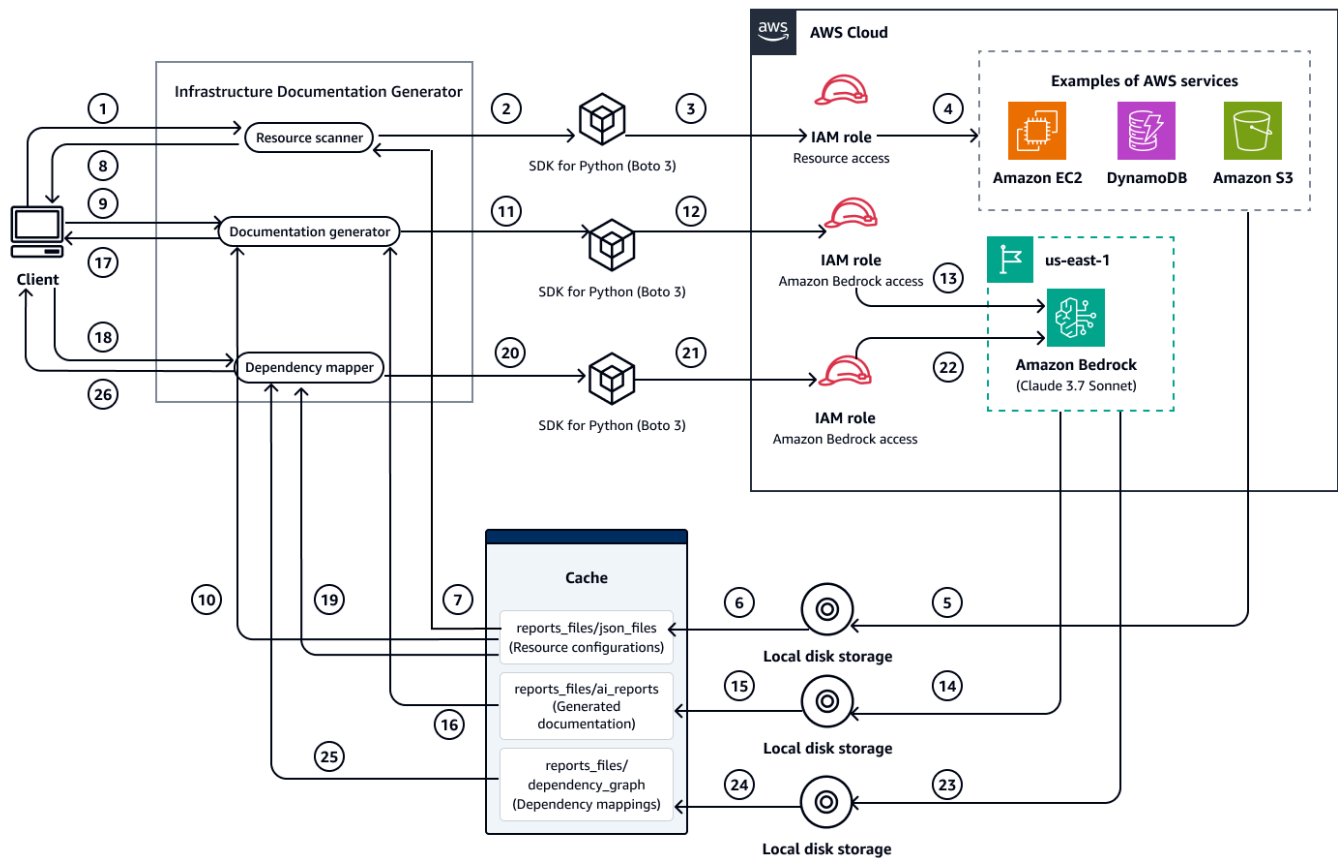 aws
AWS Cloud
Infrastructure Documentation Generator
Examples of AWS services
1
2
3
4
Resource scanner
IAM role
Resource access
SDK for Python (Boto 3)
Amazon EC2
DynamoDB
Amazon S3
8
9
11
12
Documentation generator
IAM role
Amazon Bedrock access
us-east-1
17
Client
SDK for Python (Boto 3)
13
18
20
21
22
Dependency mapper
Amazon Bedrock
(Claude 3.7 Sonnet)
26
SDK for Python (Boto 3)
IAM role
Amazon Bedrock access
Cache
10
19
7
6
5
reports_files/json_files
(Resource configurations)
Local disk storage
reports_files/ai_reports
(Generated
documentation)
15
14
16
Local disk storage
25
reports_files/
dependency_graph
(Dependency mappings)
24
23
Local disk storage